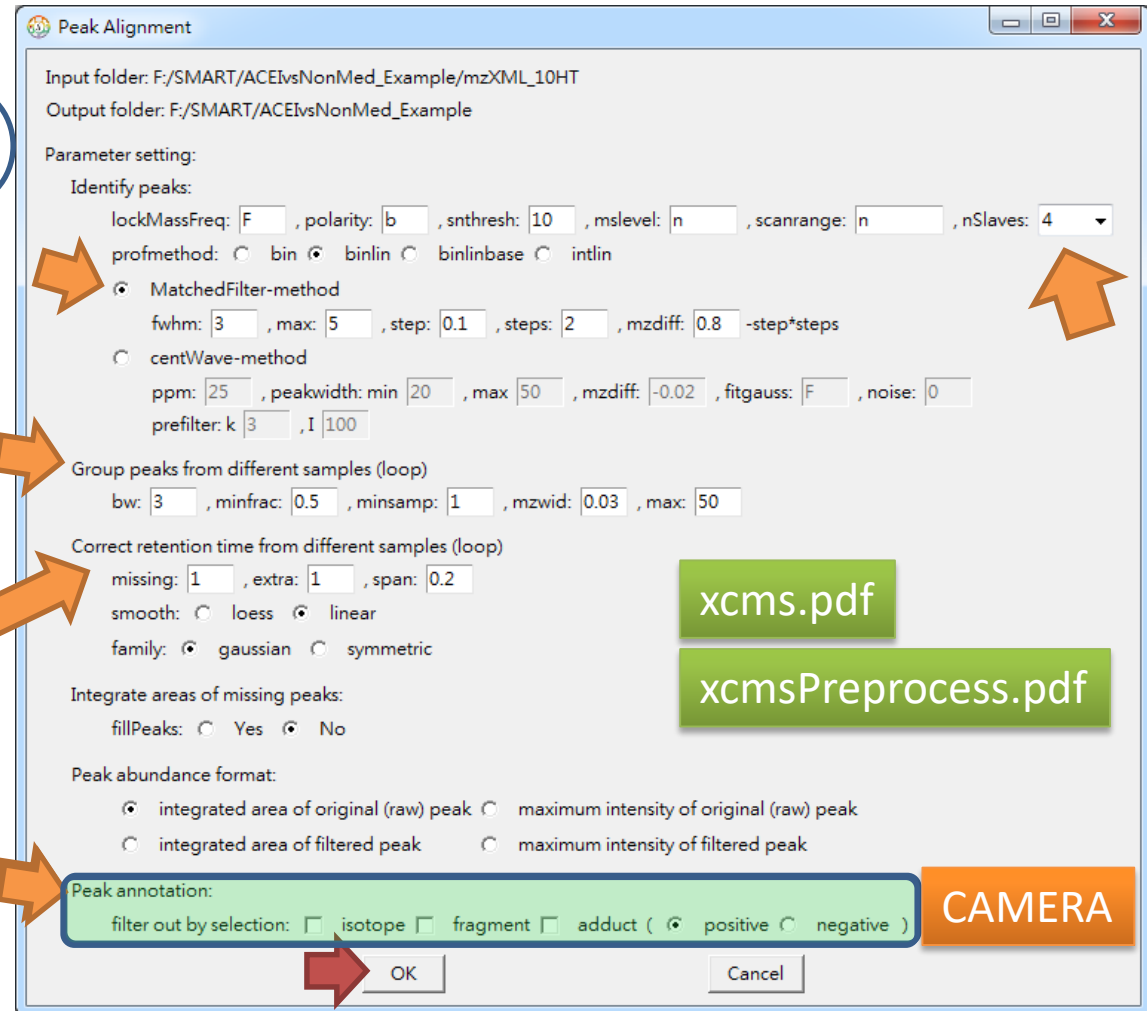 Peak Alignment
Input folder: F:/SMART/ACEIvsNonMed_Example/mzXML_10HT
Output folder: F:/SMART/ACEIvsNonMed_Example
Parameter setting:
Identify peaks:
lockMassFreq: F , polarity: b , snthresh: 10 , mslevel: n , scanrange: n , nSlaves: 4
profmethod: bin binlin binlinbase intlin
MatchedFilter-method
fwhm: 3 , max: 5 , step: 0.1 , steps: 2 , mzdiff: 0.8 -step*steps
centWave-method
ppm: 25 , peakwidth: min 20 , max 50 , mzdiff: -0.02 , fitgauss: F , noise: 0
prefilter: k 3 , I 100
Group peaks from different samples (loop)
bw: 3 , minfrac: 0.5 , minsamp: 1 , mzwid: 0.03 , max: 50
Correct retention time from different samples (loop)
missing: 1 , extra: 1 , span: 0.2
smooth: loess linear
family: gaussian symmetric
xcms.pdf
xcmsPreprocess.pdf
Integrate areas of missing peaks:
fillPeaks: Yes No
Peak abundance format:
integrated area of original (raw) peak maximum intensity of original (raw) peak
integrated area of filtered peak maximum intensity of filtered peak
Peak annotation:
filter out by selection: isotope fragment adduct ( positive negative )
CAMERA
OK Cancel